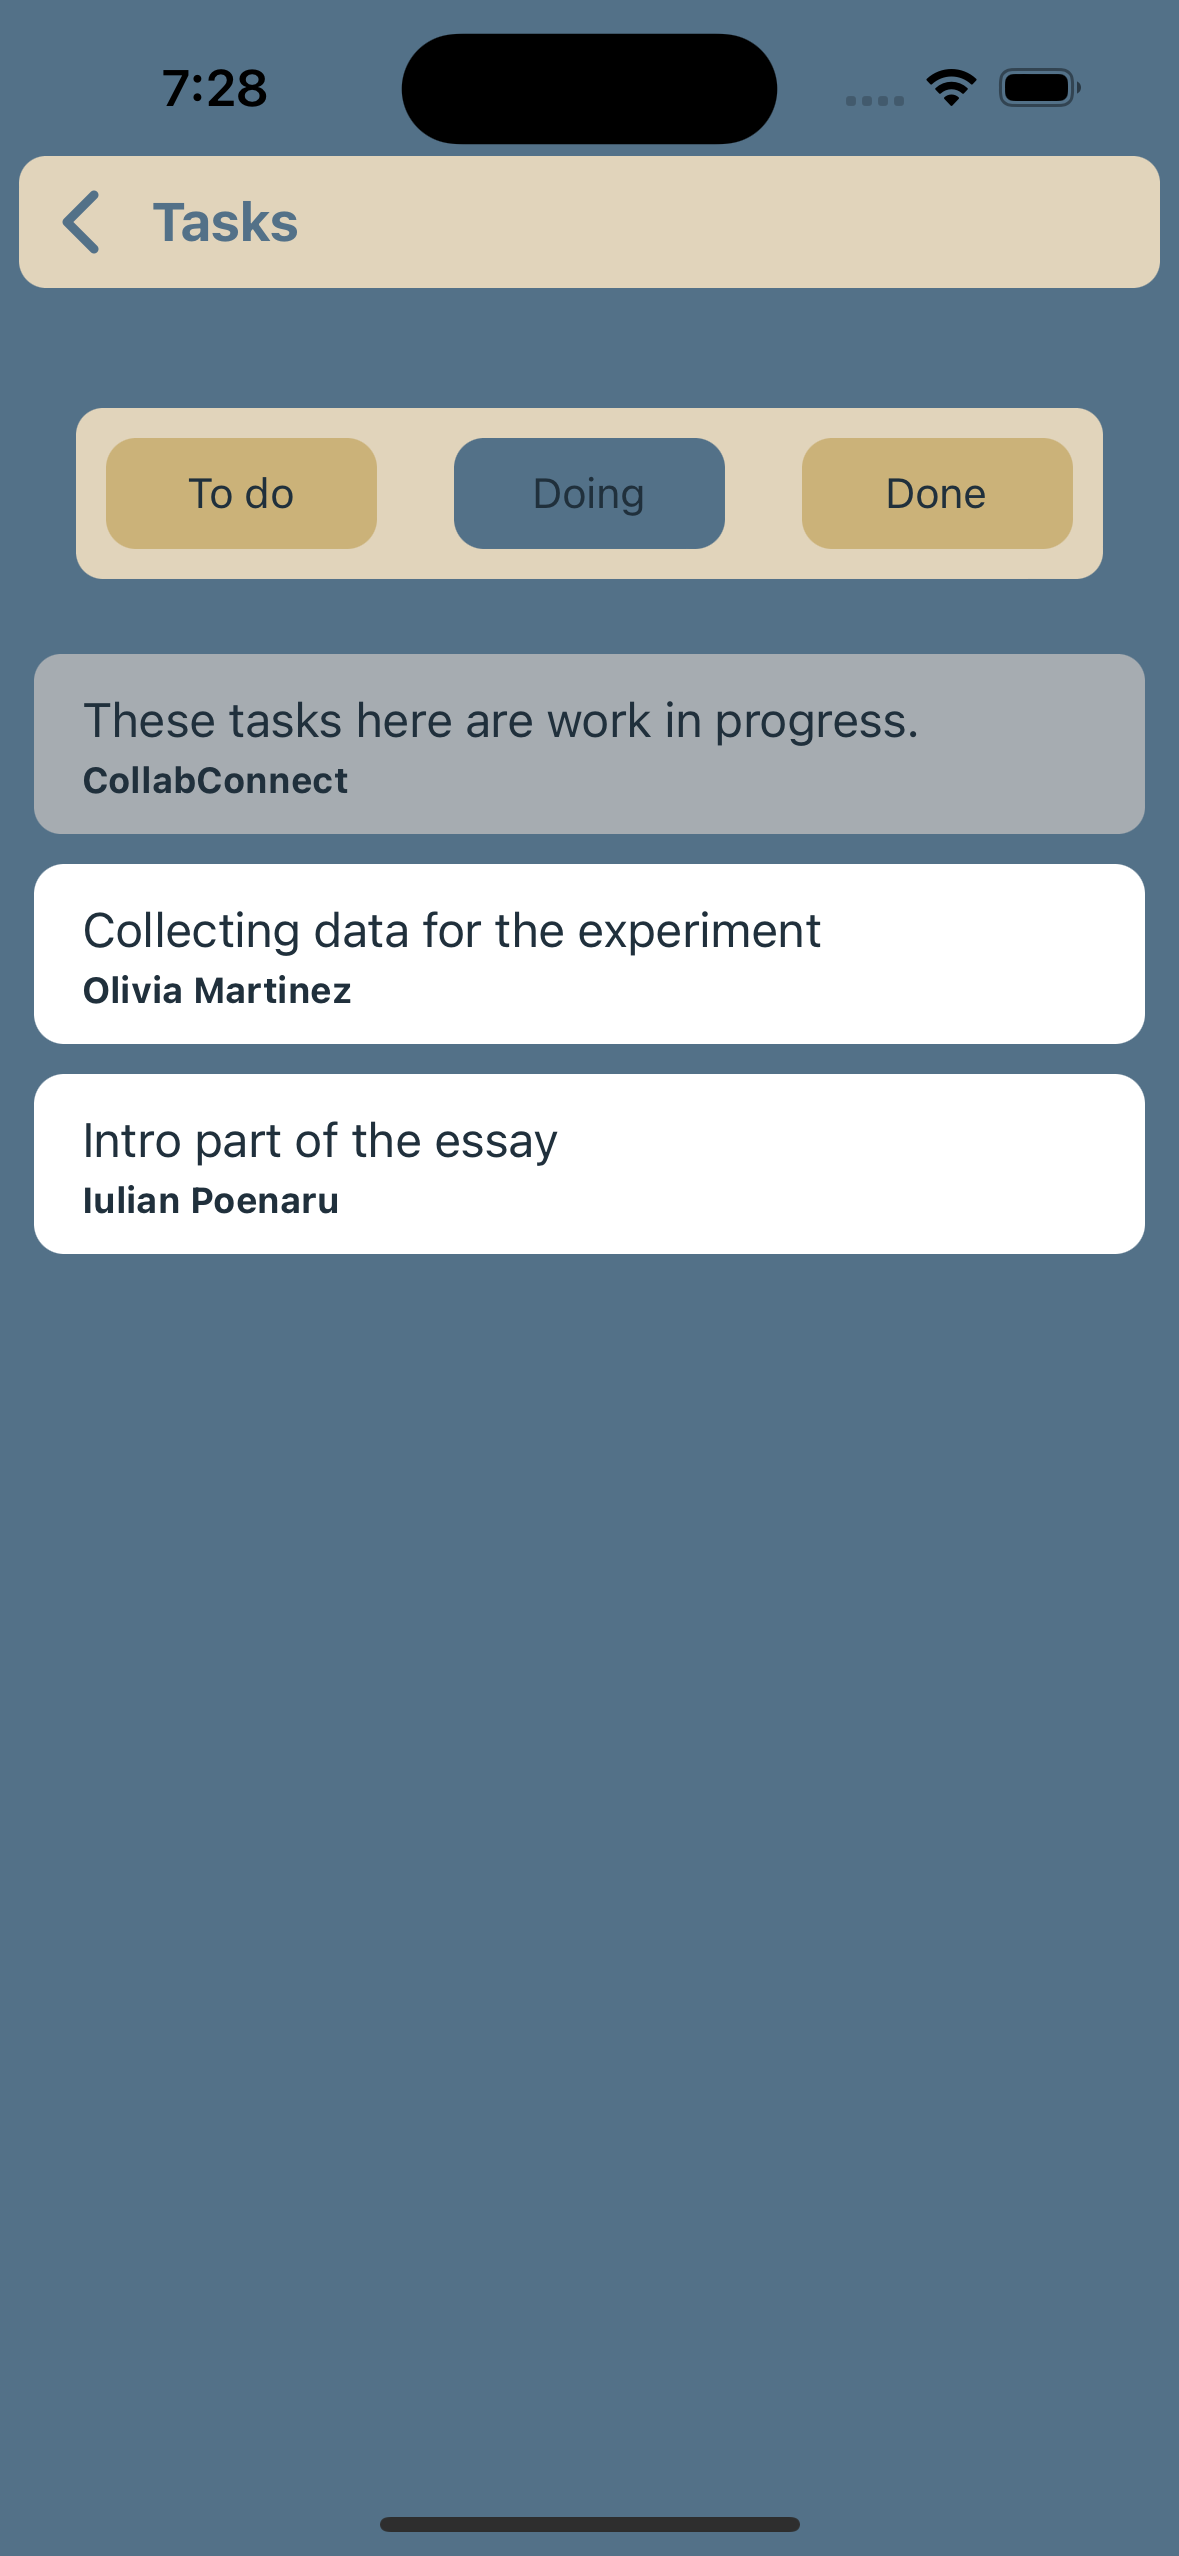 7:28
Tasks
To do
Doing
Done
These tasks here are work in progress.
CollabConnect
Collecting data for the experiment
Olivia Martinez
Intro part of the essay
Iulian Poenaru